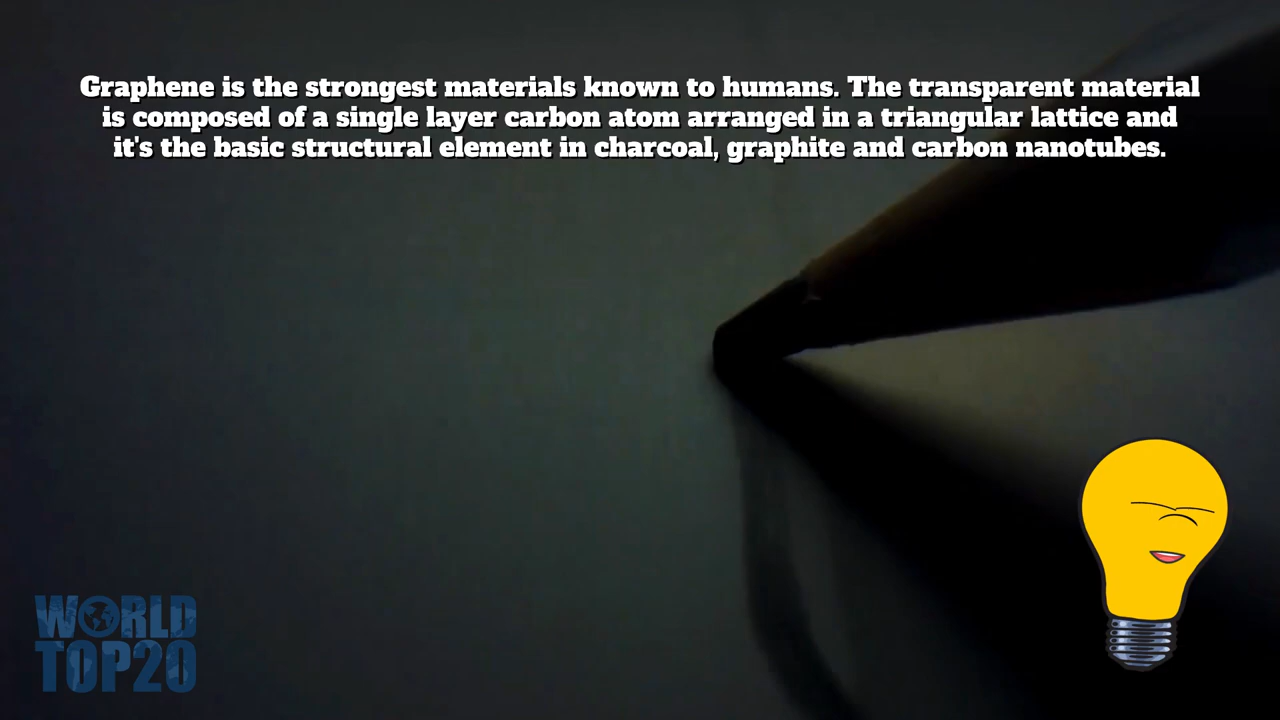 Graphene is the strongest materials known to humans. The transparent material
is composed of a single layer carbon atom arranged in a triangular lattice and
it's the basic structural element in charcoal, graphite and carbon nanotubes.
WORLD
TOP20